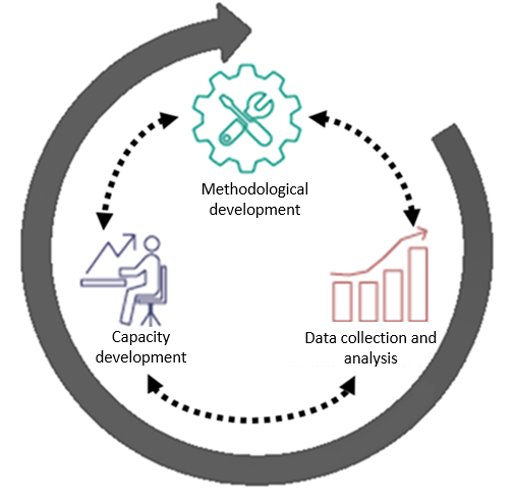 Methodological
development
Capacity
development
Data collection and
analysis